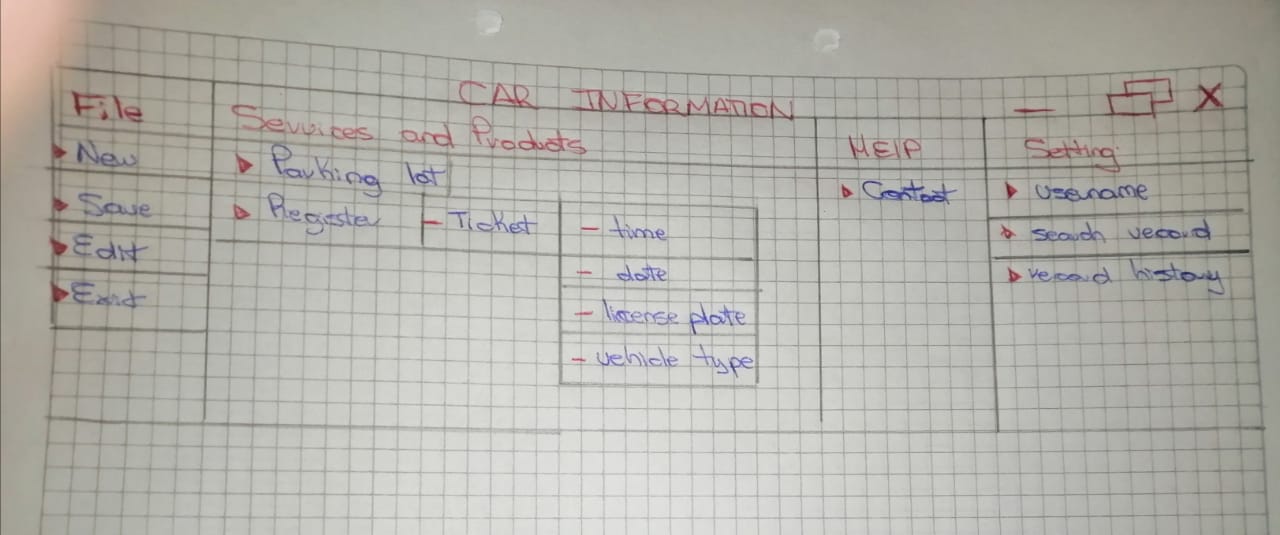 CAR INFORMATION
File
Services and Products
HELP
Setting
New
Parking lot
Contact
username
Save
Register
Ticket
time
search record
Edit
date
record history
Exit
license plate
vehicle type